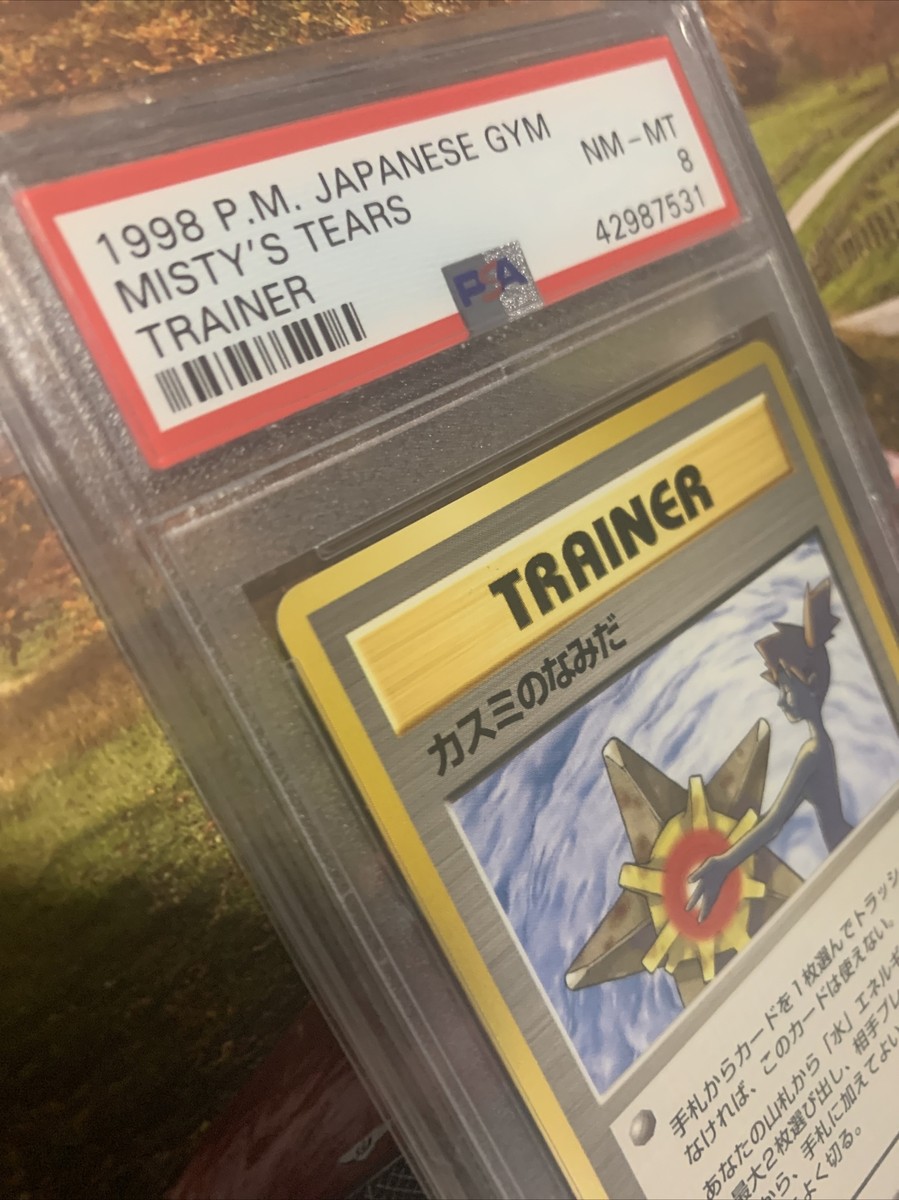 1998 P.M. JAPANESE GYM
NM-MT
MISTY'S TEARS
8
TRAINER
42987531
PSA
TRAINER
カスミのなみだ
手札からカードを1枚選んでトラッシ
なければ、このカードは使えない。
あなたの山札から「水」エネルギ
最大2枚選び出し、相手プレ
から、手札に加えてよい
よく切る。